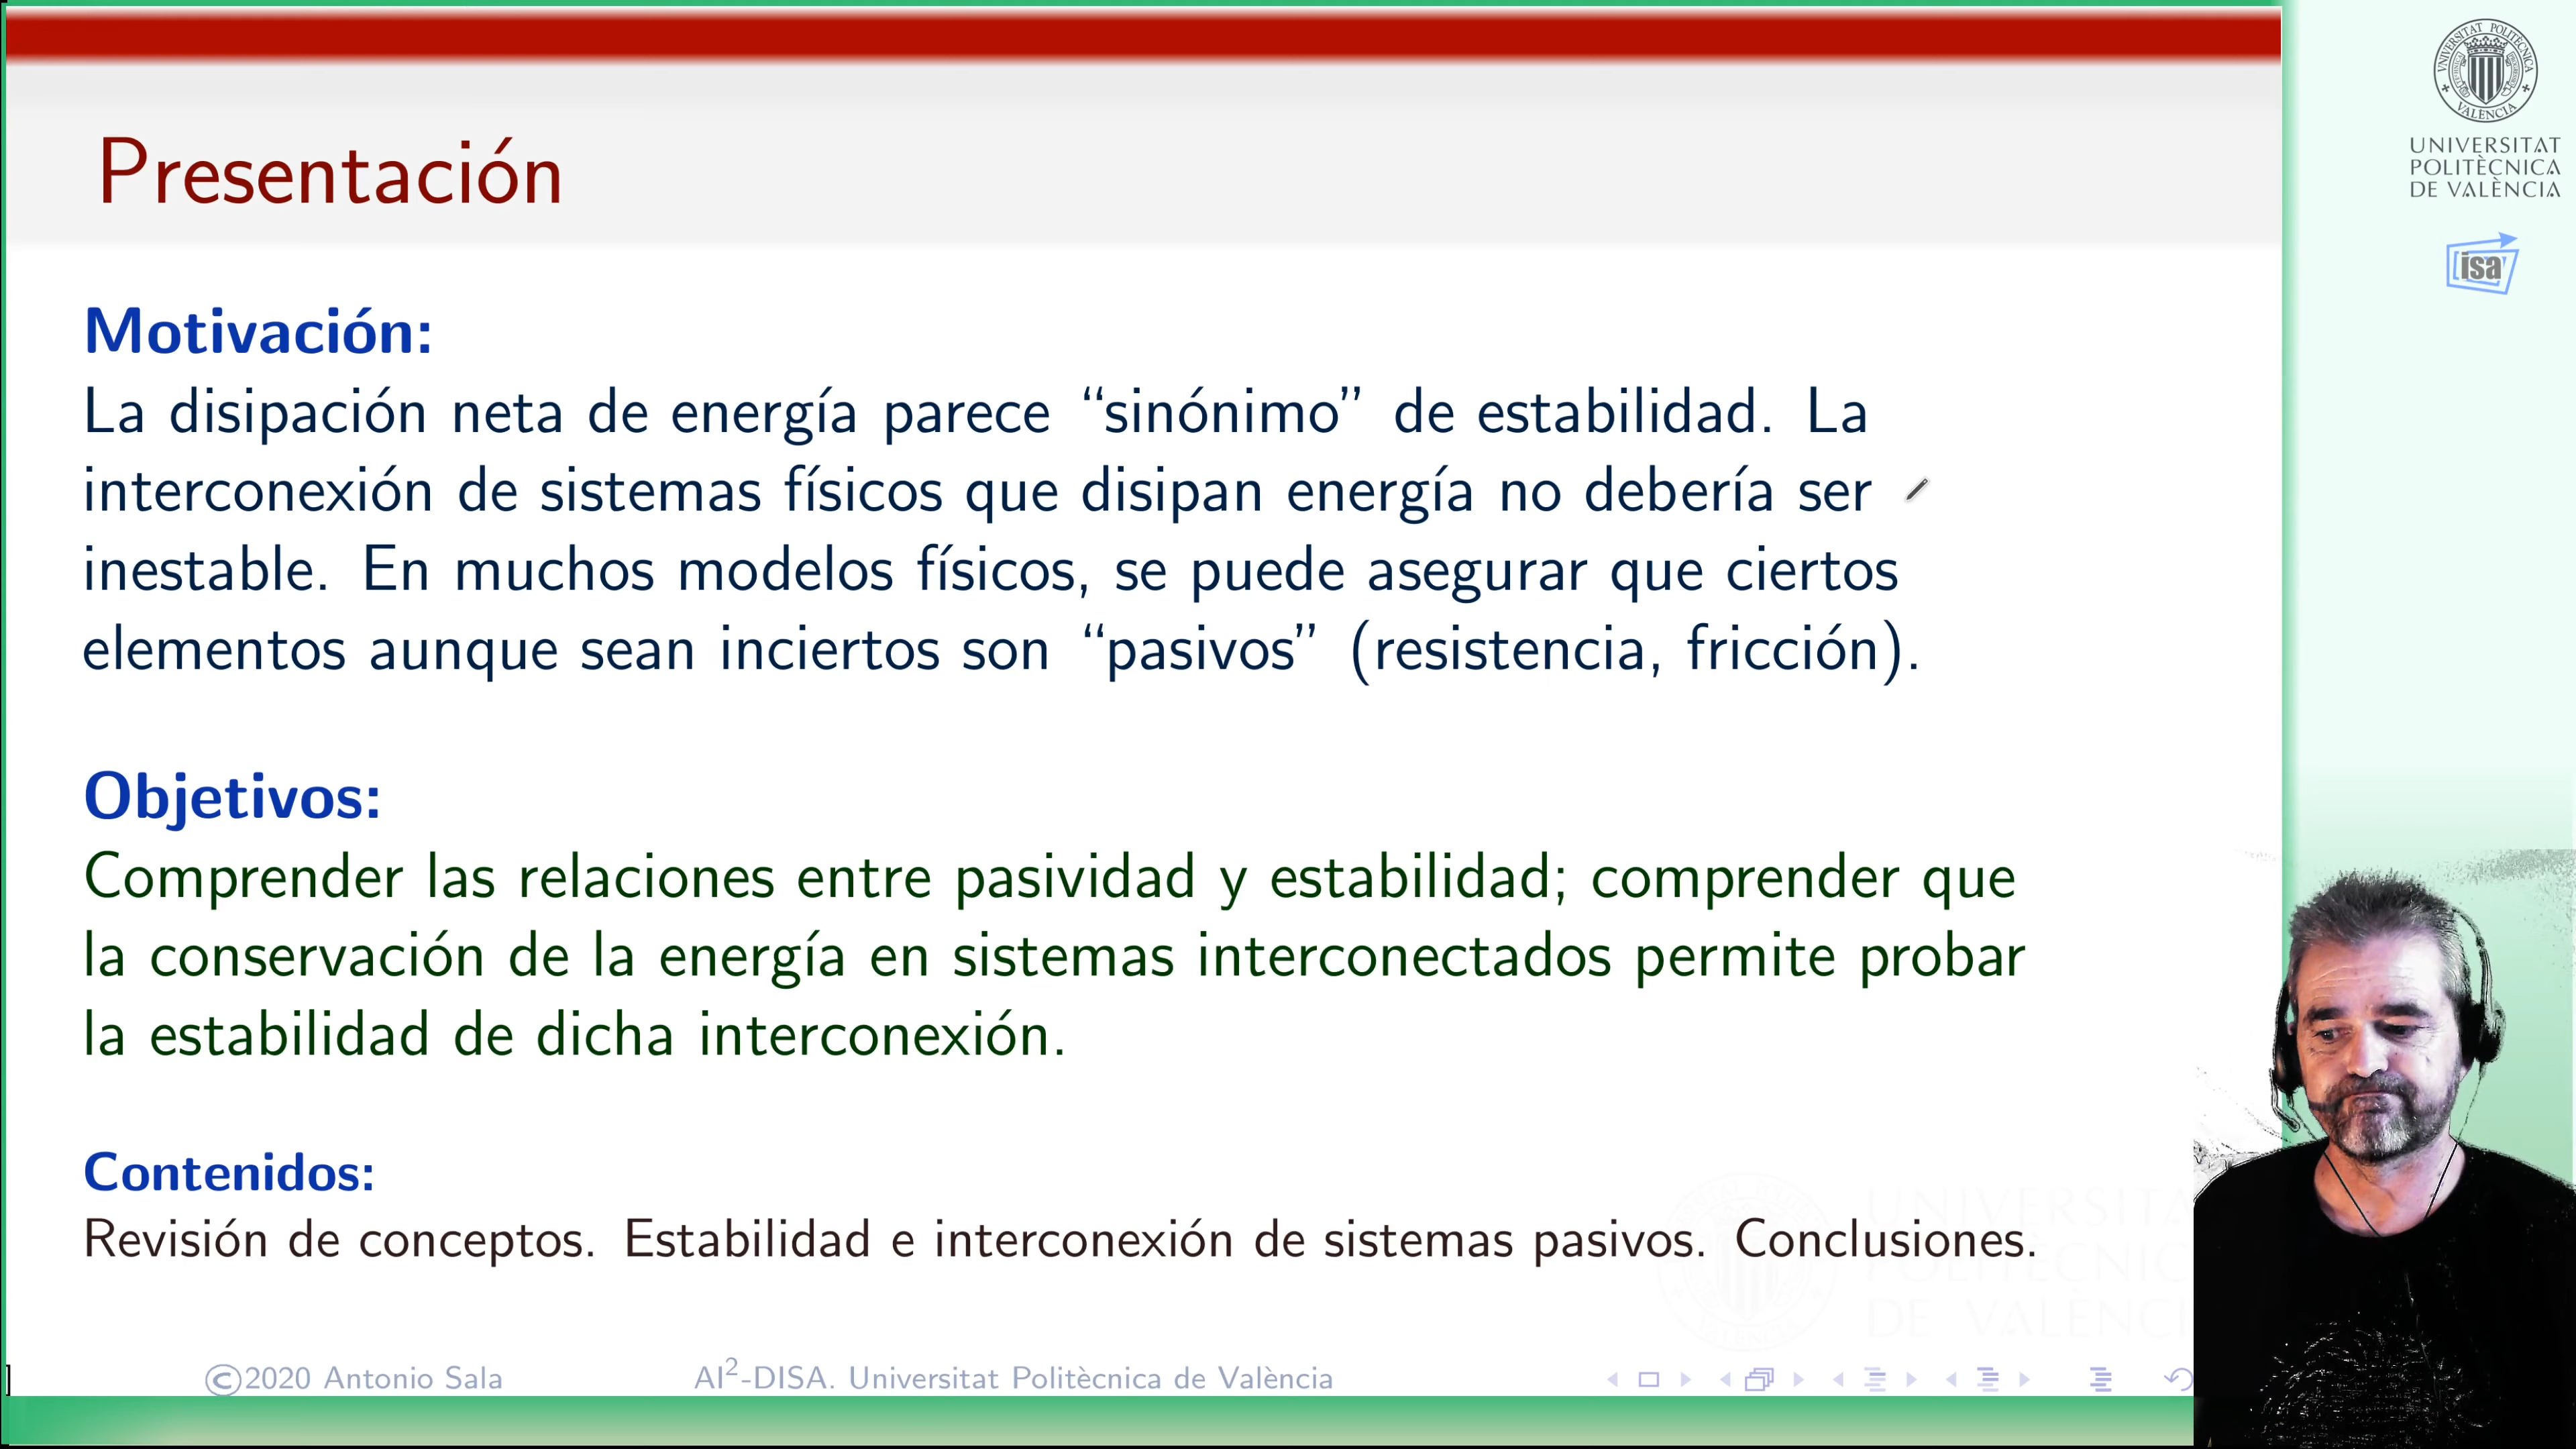 Presentación
Motivación:
La disipación neta de energía parece “sinónimo” de estabilidad. La
interconexión de sistemas físicos que disipan energía no debería ser
inestable. En muchos modelos físicos, se puede asegurar que ciertos
elementos aunque sean inciertos son “pasivos” (resistencia, fricción).
Objetivos:
Comprender las relaciones entre pasividad y estabilidad; comprender que
la conservación de la energía en sistemas interconectados permite probar
la estabilidad de dicha interconexión.
Contenidos:
Revisión de conceptos. Estabilidad e interconexión de sistemas pasivos. Conclusiones.
©2020 Antonio Sala
AI²-DISA. Universitat Politècnica de València
UNIVERSITAT
POLITÈCNICA
DE VALÈNCIA
isa